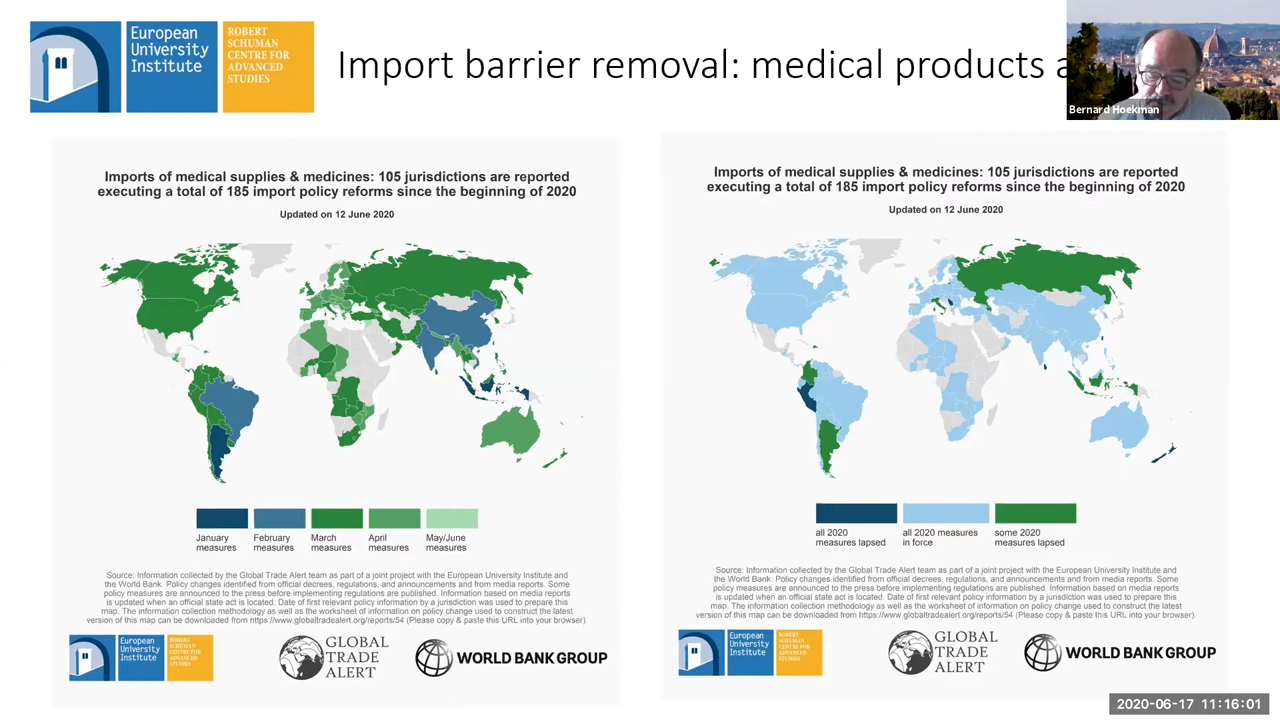 European
University
Institute
ROBERT
SCHUMAN
CENTRE FOR
ADVANCED
STUDIES
Import barrier removal: medical products
Bernard Hoekman
Imports of medical supplies & medicines: 105 jurisdictions are reported
executing a total of 185 import policy reforms since the beginning of 2020
Updated on 12 June 2020
January
measures
February
measures
March
measures
April
measures
May/June
measures
Source: Information collected by the Global Trade Alert team as part of a joint project with the European University Institute and
the World Bank. Policy changes identified from official decrees, regulations, and announcements and from media reports. Some
policy measures are announced to the press before implementing regulations are published. Information based on media reports
is updated when an official state act is located. Date of first relevant policy information by a jurisdiction was used to prepare this
map. The information collection methodology as well as the worksheet of information on policy change used to construct the latest
version of this map can be downloaded from https://www.globaltradealert.org/reports/54 (Please copy & paste this URL into your browser).
European
University
Institute
ROBERT
SCHUMAN
CENTRE FOR
ADVANCED
STUDIES
GLOBAL
TRADE
ALERT
WORLD BANK GROUP
Imports of medical supplies & medicines: 105 jurisdictions are reported
executing a total of 185 import policy reforms since the beginning of 2020
Updated on 12 June 2020
all 2020
measures lapsed
all 2020 measures
in force
some 2020
measures lapsed
Source: Information collected by the Global Trade Alert team as part of a joint project with the European University Institute and
the World Bank. Policy changes identified from official decrees, regulations, and announcements and from media reports. Some
policy measures are announced to the press before implementing regulations are published. Information based on media reports
is updated when an official state act is located. Date of first relevant policy information by a jurisdiction was used to prepare this
map. The information collection methodology as well as the worksheet of information on policy change used to construct the latest
version of this map can be downloaded from https://www.globaltradealert.org/reports/54 (Please copy & paste this URL into your browser).
European
University
Institute
ROBERT
SCHUMAN
CENTRE FOR
ADVANCED
STUDIES
GLOBAL
TRADE
ALERT
WORLD BANK GROUP
2020-06-17 11:16:01